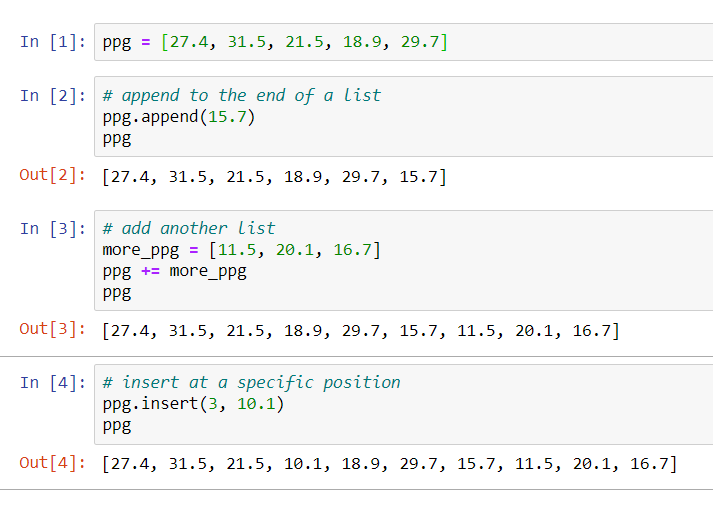 In [1]: ppg = [27.4, 31.5, 21.5, 18.9, 29.7]
In [2]: # append to the end of a list
ppg.append(15.7)
ppg
Out[2]: [27.4, 31.5, 21.5, 18.9, 29.7, 15.7]
In [3]: # add another list
more_ppg = [11.5, 20.1, 16.7]
ppg += more_ppg
ppg
Out[3]: [27.4, 31.5, 21.5, 18.9, 29.7, 15.7, 11.5, 20.1, 16.7]
In [4]: # insert at a specific position
ppg.insert(3, 10.1)
ppg
Out[4]: [27.4, 31.5, 21.5, 10.1, 18.9, 29.7, 15.7, 11.5, 20.1, 16.7]